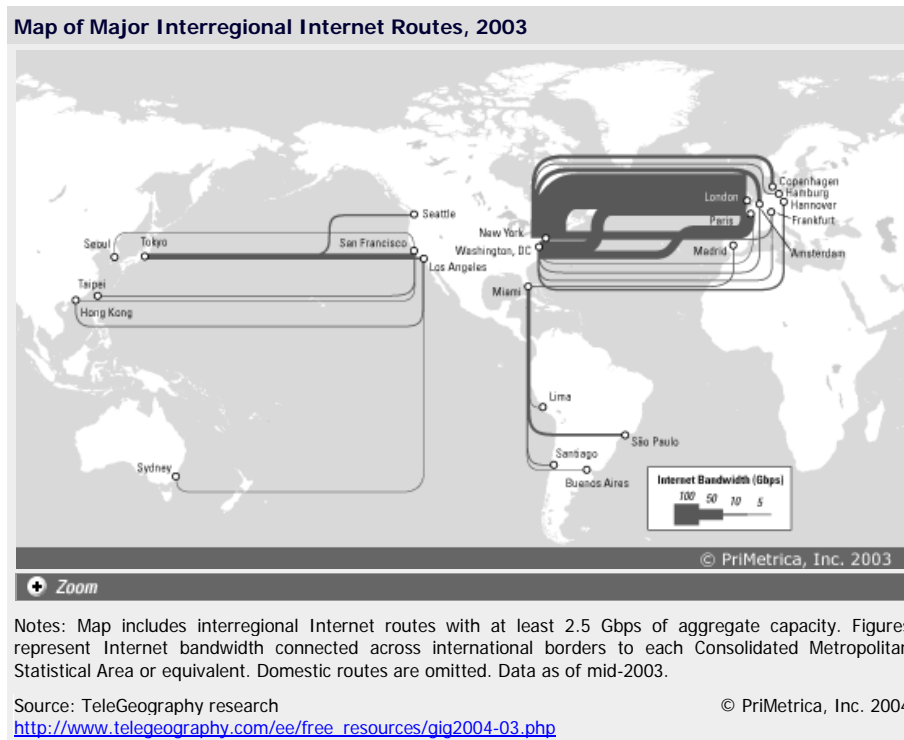 Map of Major Interregional Internet Routes, 2003
Copenhagen
Hamburg
Hannover
London
Paris
Frankfurt
Seattle
New York
Seoul
Tokyo
San Francisco
Washington, DC
Madrid
Amsterdam
Los Angeles
Taipei
Miami
Hong Kong
Lima
São Paulo
Santiago
Sydney
Buenos Aires
Internet Bandwidth (Gbps)
100 50 10 5
© PriMetrica, Inc. 2003
Zoom
Notes: Map includes interregional Internet routes with at least 2.5 Gbps of aggregate capacity. Figures
represent Internet bandwidth connected across international borders to each Consolidated Metropolitan
Statistical Area or equivalent. Domestic routes are omitted. Data as of mid-2003.
Source: TeleGeography research © PriMetrica, Inc. 2004
http://www.telegeography.com/ee/free_resources/gig2004-03.php